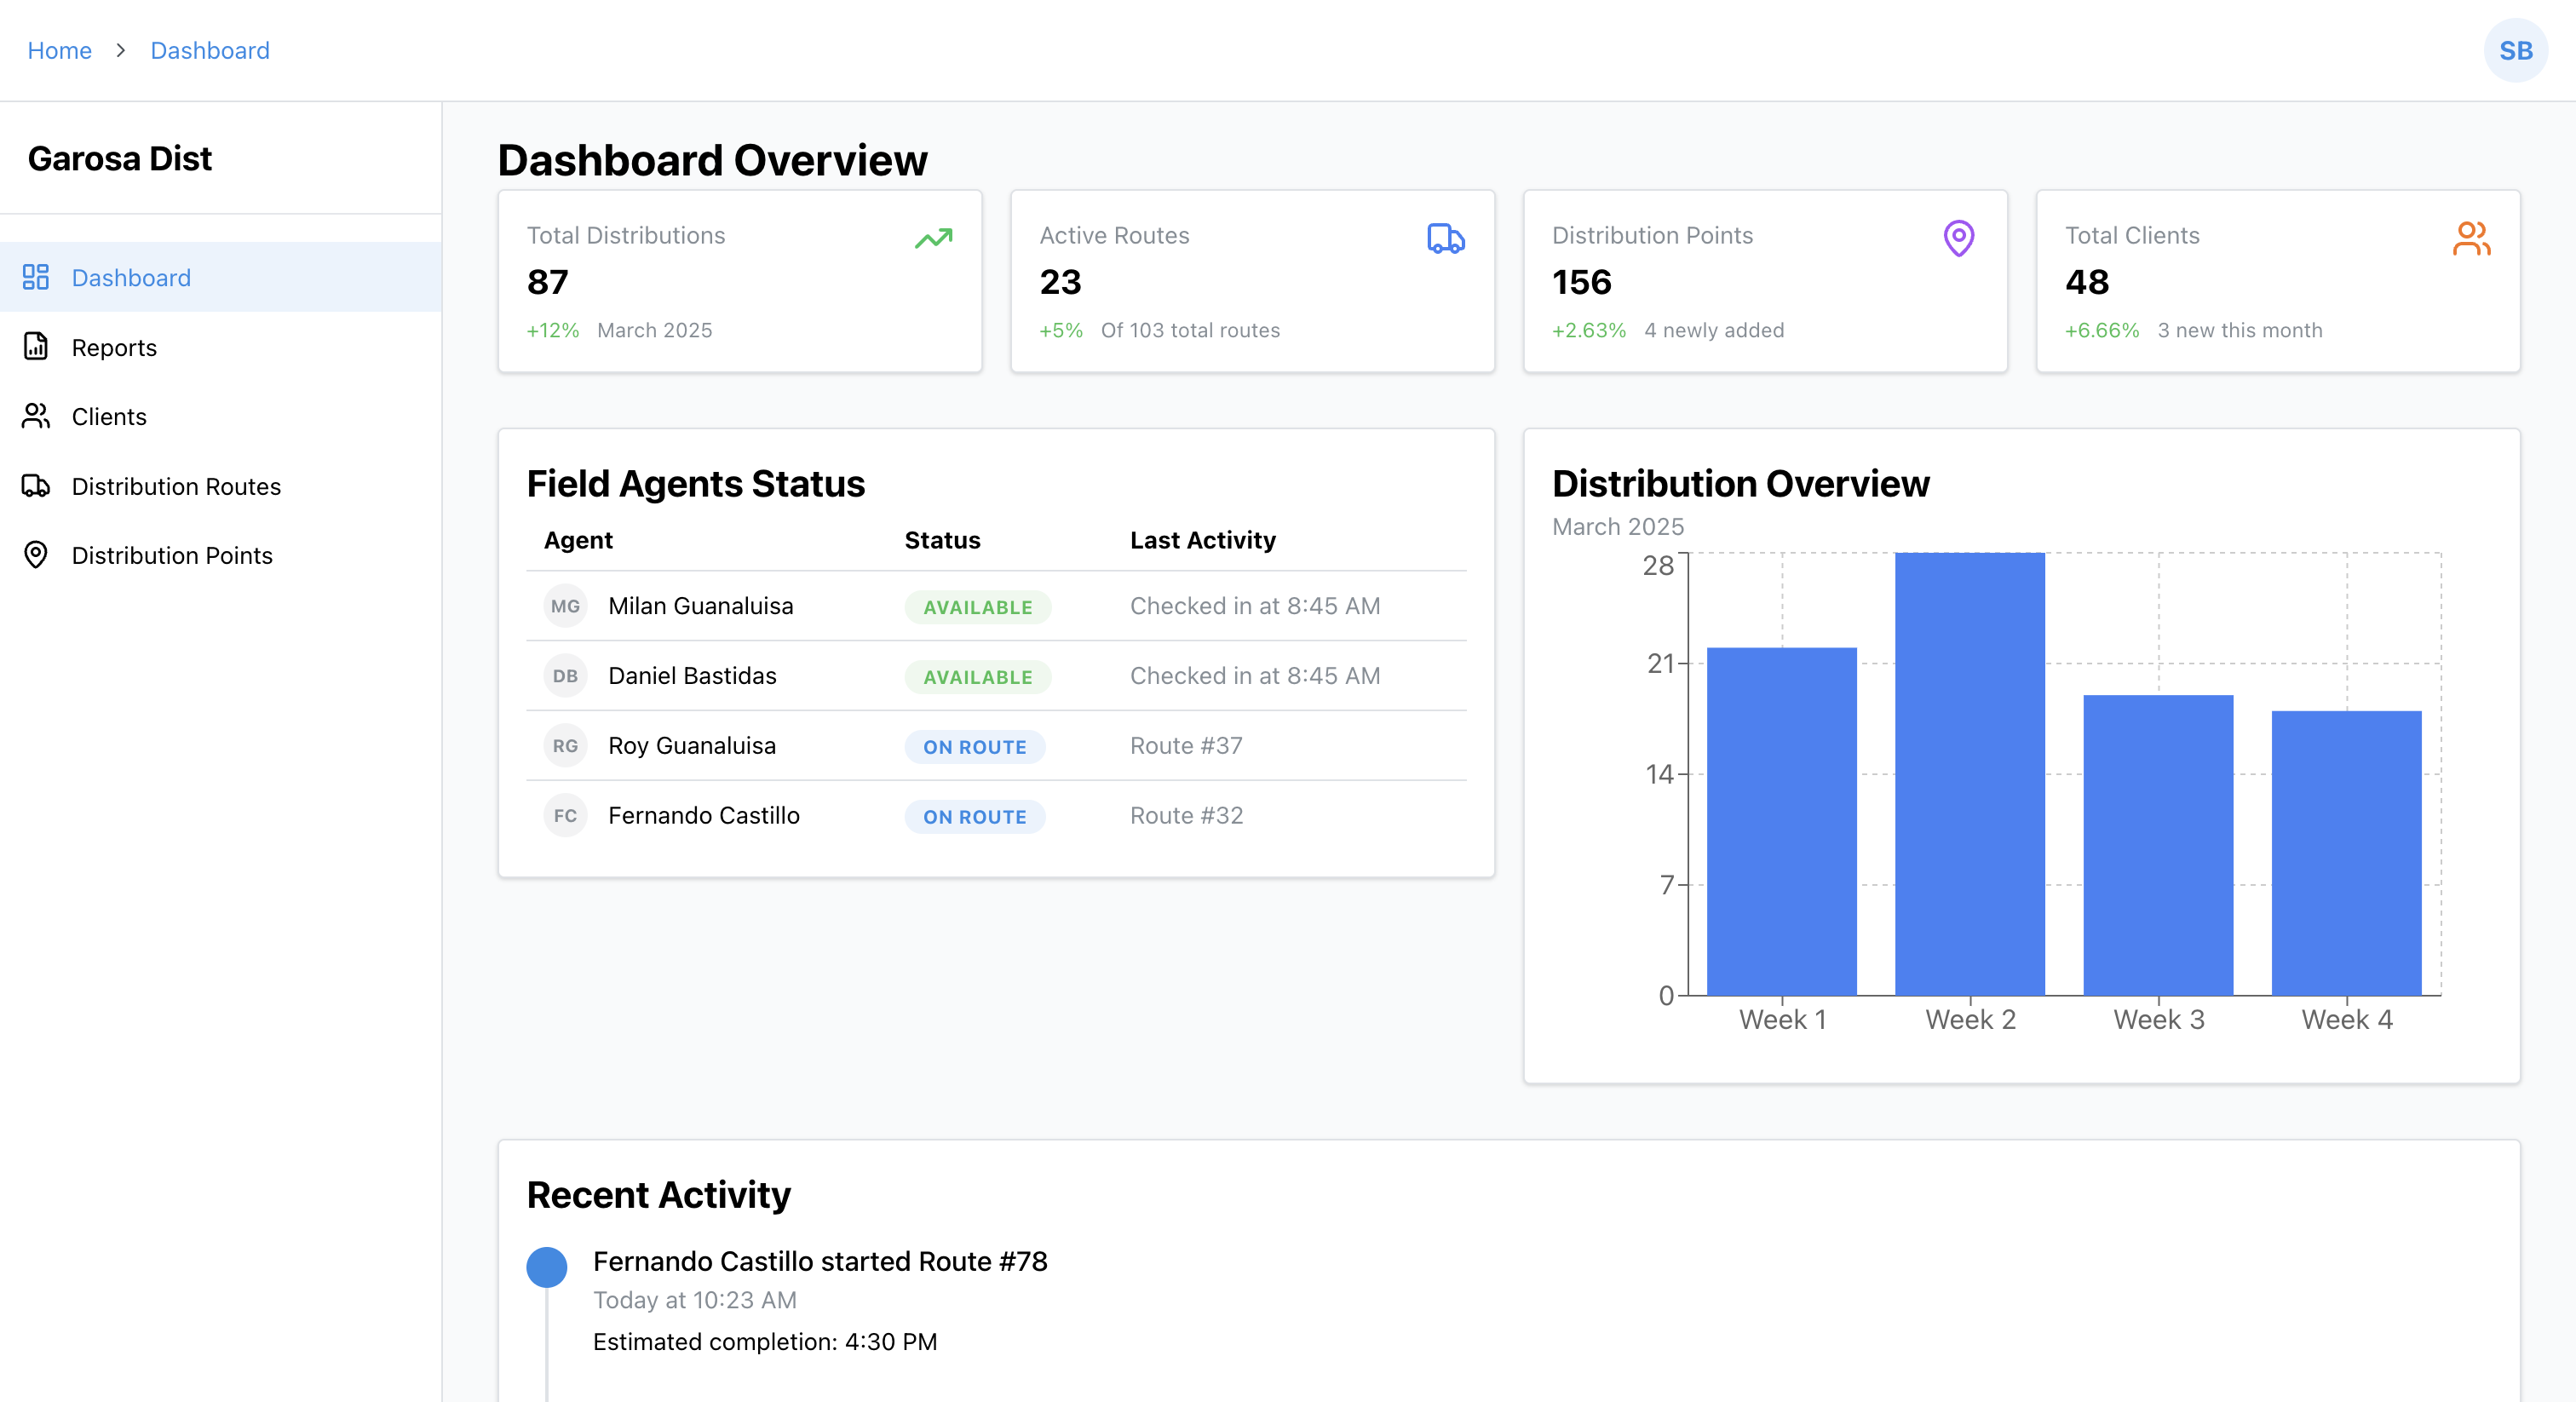 Home > Dashboard
SB
Garosa Dist
Dashboard
Reports
Clients
Distribution Routes
Distribution Points
Dashboard Overview
Total Distributions
87
+12% March 2025
Active Routes
23
+5% Of 103 total routes
Distribution Points
156
+2.63% 4 newly added
Total Clients
48
+6.66% 3 new this month
Field Agents Status
Agent Status Last Activity
MG Milan Guanaluisa AVAILABLE Checked in at 8:45 AM
DB Daniel Bastidas AVAILABLE Checked in at 8:45 AM
RG Roy Guanaluisa ON ROUTE Route #37
FC Fernando Castillo ON ROUTE Route #32
Distribution Overview
March 2025
28
21
14
7
0
Week 1 Week 2 Week 3 Week 4
Recent Activity
Fernando Castillo started Route #78
Today at 10:23 AM
Estimated completion: 4:30 PM